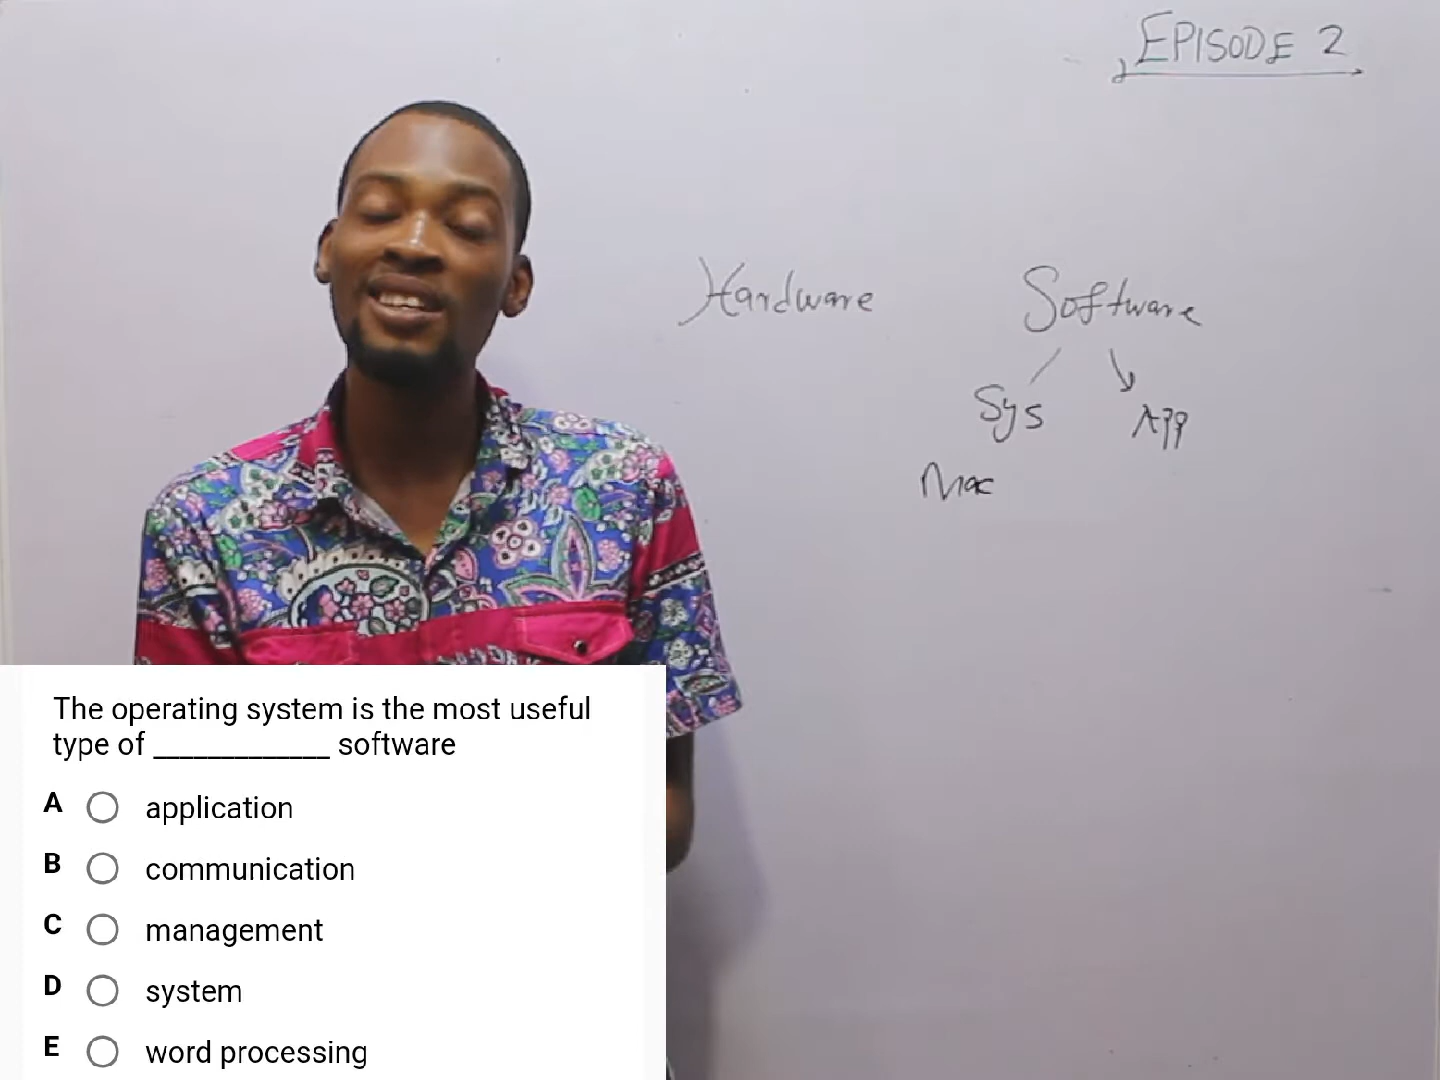 EPISODE 2
Hardware Software
Sys App
Mac
The operating system is the most useful
type of _____________ software
A application
B communication
C management
D system
E word processing